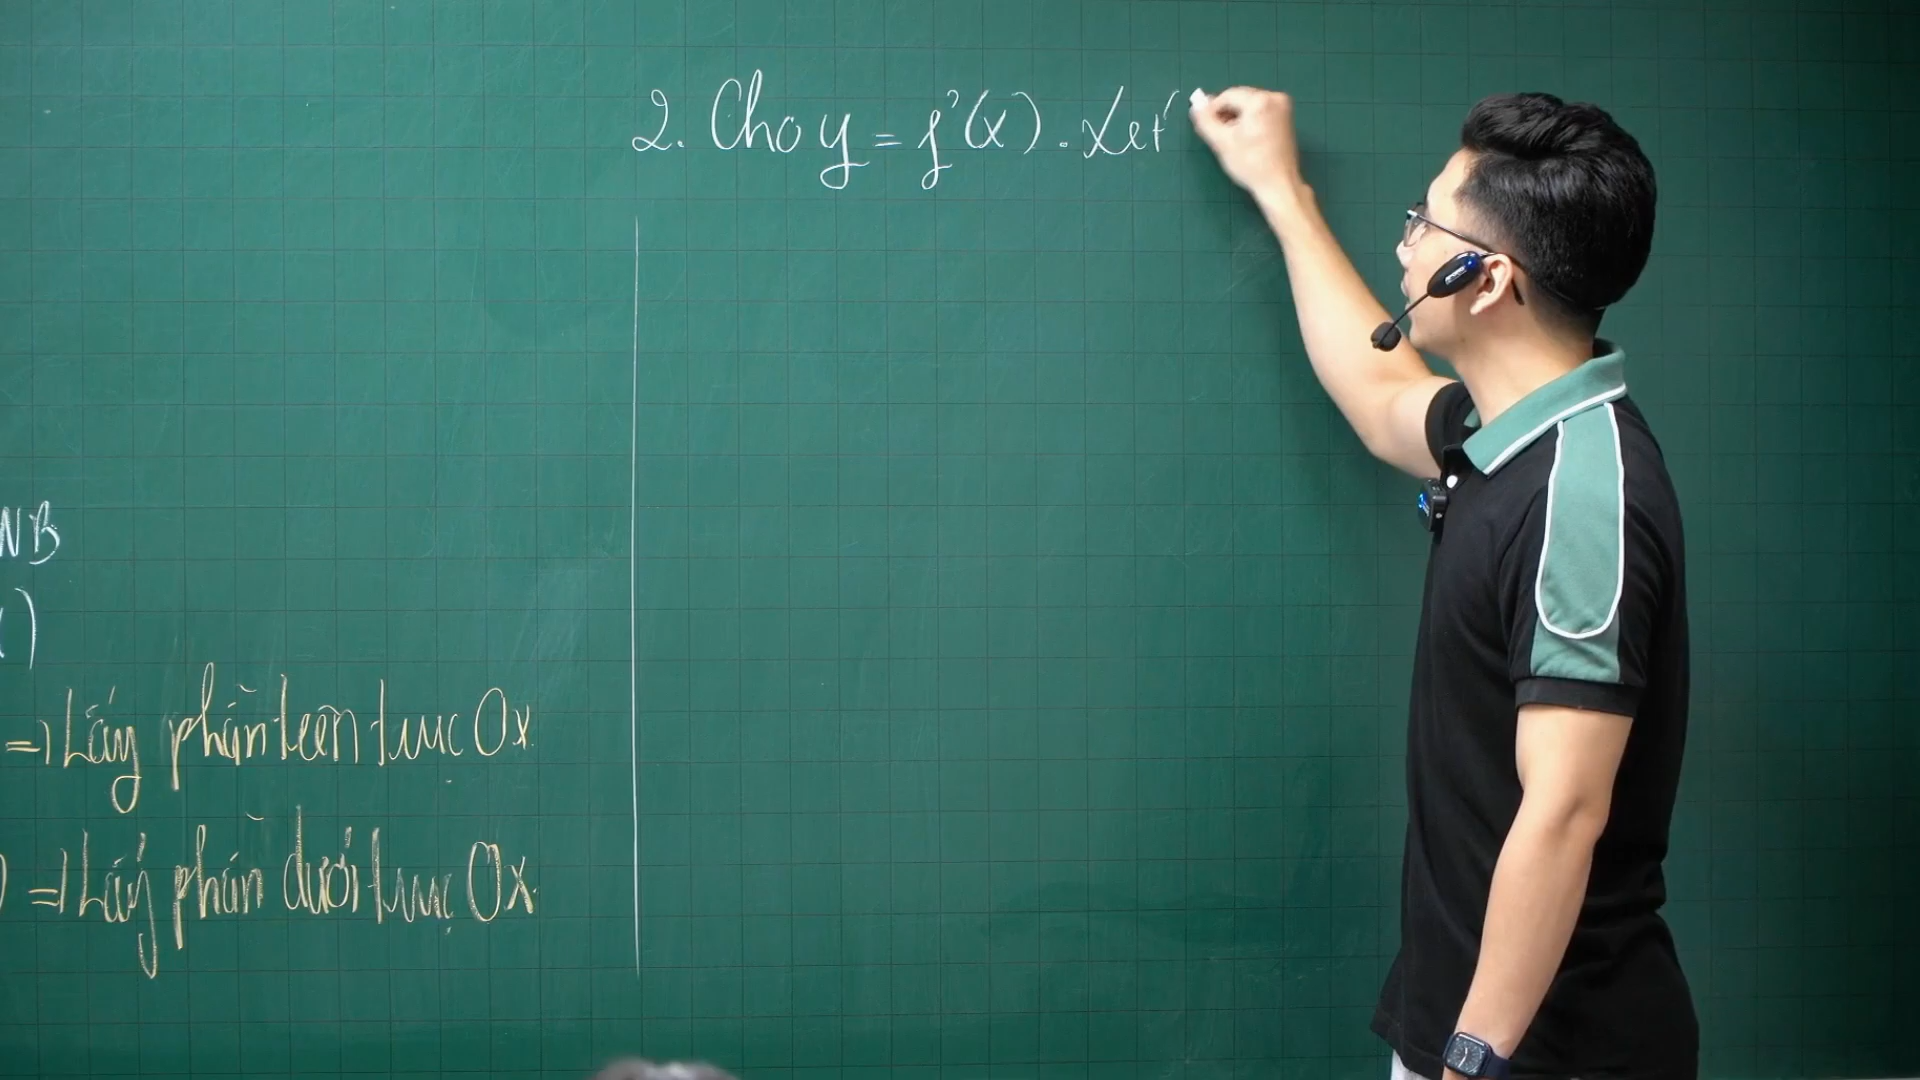 2. Cho y = f'(x). Xét
NB
)
=> Lấy phần trên trục Ox.
) => Lấy phần dưới trục Ox.